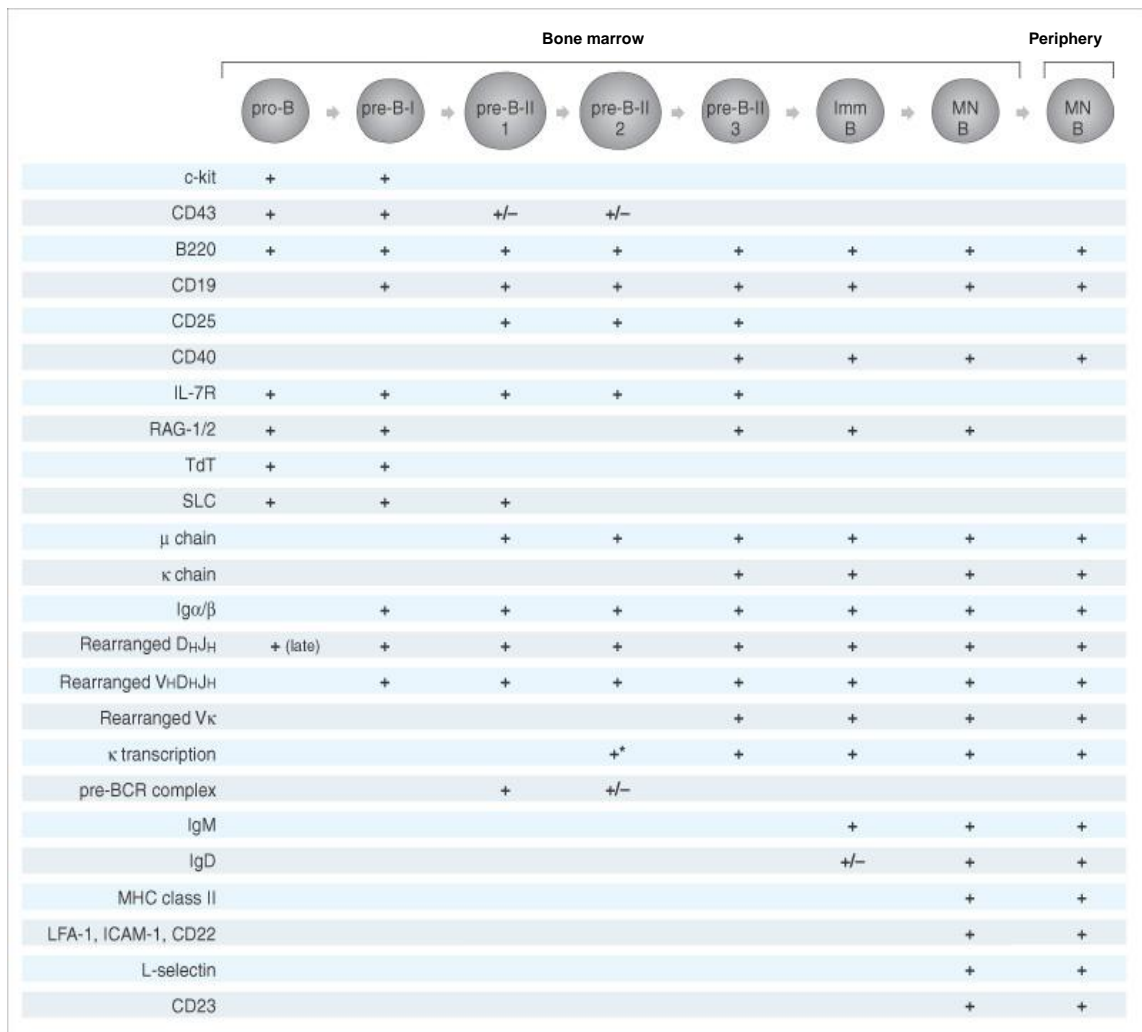 Bone marrow Periphery
pro-B pre-B-I pre-B-II pre-B-II pre-B-II Imm MN MN
1 2 3 B B B
c-kit + +
CD43 + + +/– +/–
B220 + + + + + + + +
CD19 + + + + + + +
CD25 + + +
CD40 + + + +
IL-7R + + + + +
RAG-1/2 + + + + +
TdT + +
SLC + + +
μ chain + + + + + +
κ chain + + + +
Igα/β + + + + + + +
Rearranged DHJH + (late) + + + + + + +
Rearranged VHDHJH + + + + + + +
Rearranged Vκ + + + +
κ transcription +* + + + +
pre-BCR complex + +/–
IgM + + +
IgD +/– + +
MHC class II + +
LFA-1, ICAM-1, CD22 + +
L-selectin + +
CD23 + +